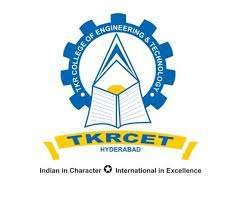 TKR COLLEGE OF ENGINEERING & TECHNOLOGY
TKRCET
HYDERABAD
Indian in Character ✪ International in Excellence